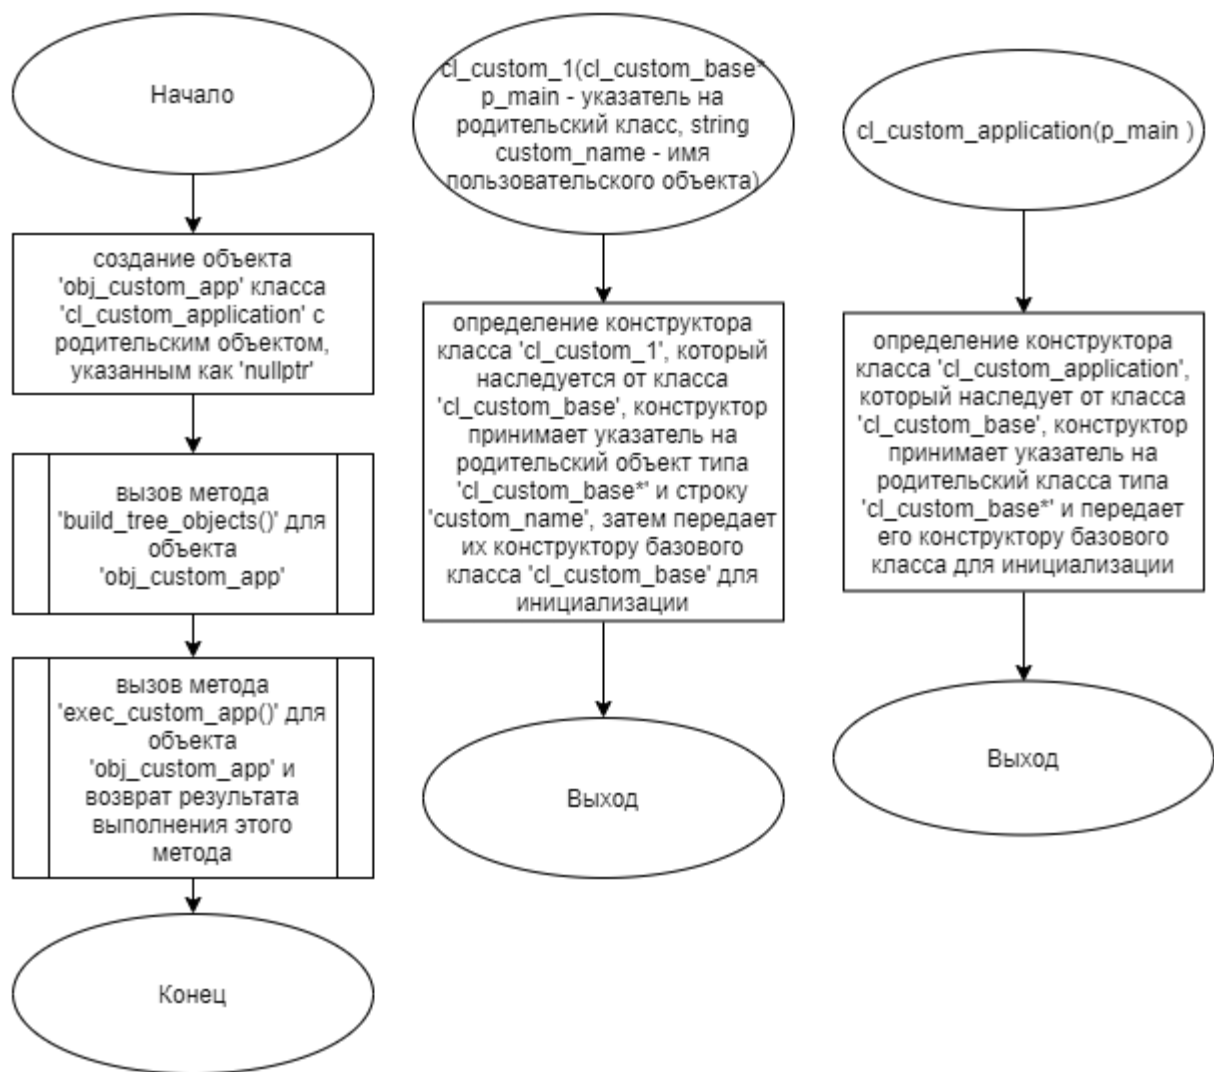 Начало
создание объекта
'obj_custom_app' класса
'cl_custom_application' с
родительским объектом,
указанным как 'nullptr'
вызов метода
'build_tree_objects()' для
объекта
'obj_custom_app'
вызов метода
'exec_custom_app()' для
объекта
'obj_custom_app' и
возврат результата
выполнения этого
метода
Конец
cl_custom_1(cl_custom_base*
p_main - указатель на
родительский класс, string
custom_name - имя
пользовательского объекта)
определение конструктора
класса 'cl_custom_1', который
наследуется от класса
'cl_custom_base', конструктор
принимает указатель на
родительский объект типа
'cl_custom_base*' и строку
'custom_name', затем передает
их конструктору базового
класса 'cl_custom_base' для
инициализации
Выход
cl_custom_application(p_main )
определение конструктора
класса 'cl_custom_application',
который наследует от класса
'cl_custom_base', конструктор
принимает указатель на
родительский класса типа
'cl_custom_base*' и передает
его конструктору базового
класса для инициализации
Выход